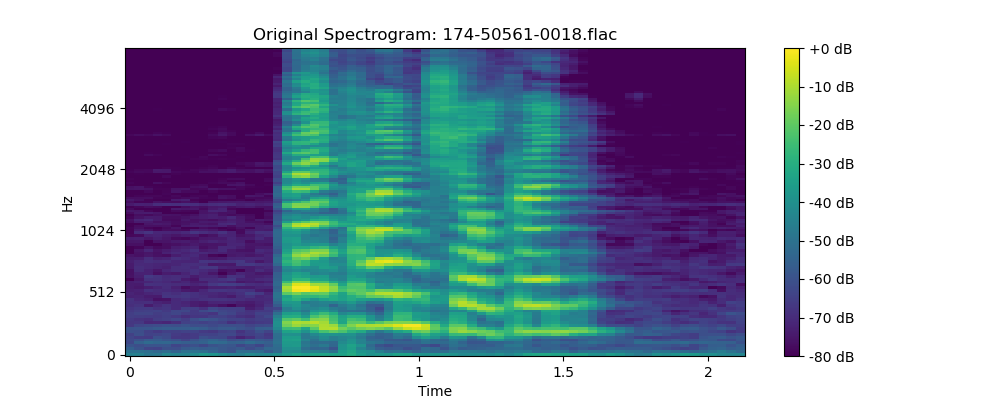 Original Spectrogram: 174-50561-0018.flac
Hz
4096
2048
1024
512
0
0
0.5
1
1.5
2
Time
+0 dB
-10 dB
-20 dB
-30 dB
-40 dB
-50 dB
-60 dB
-70 dB
-80 dB